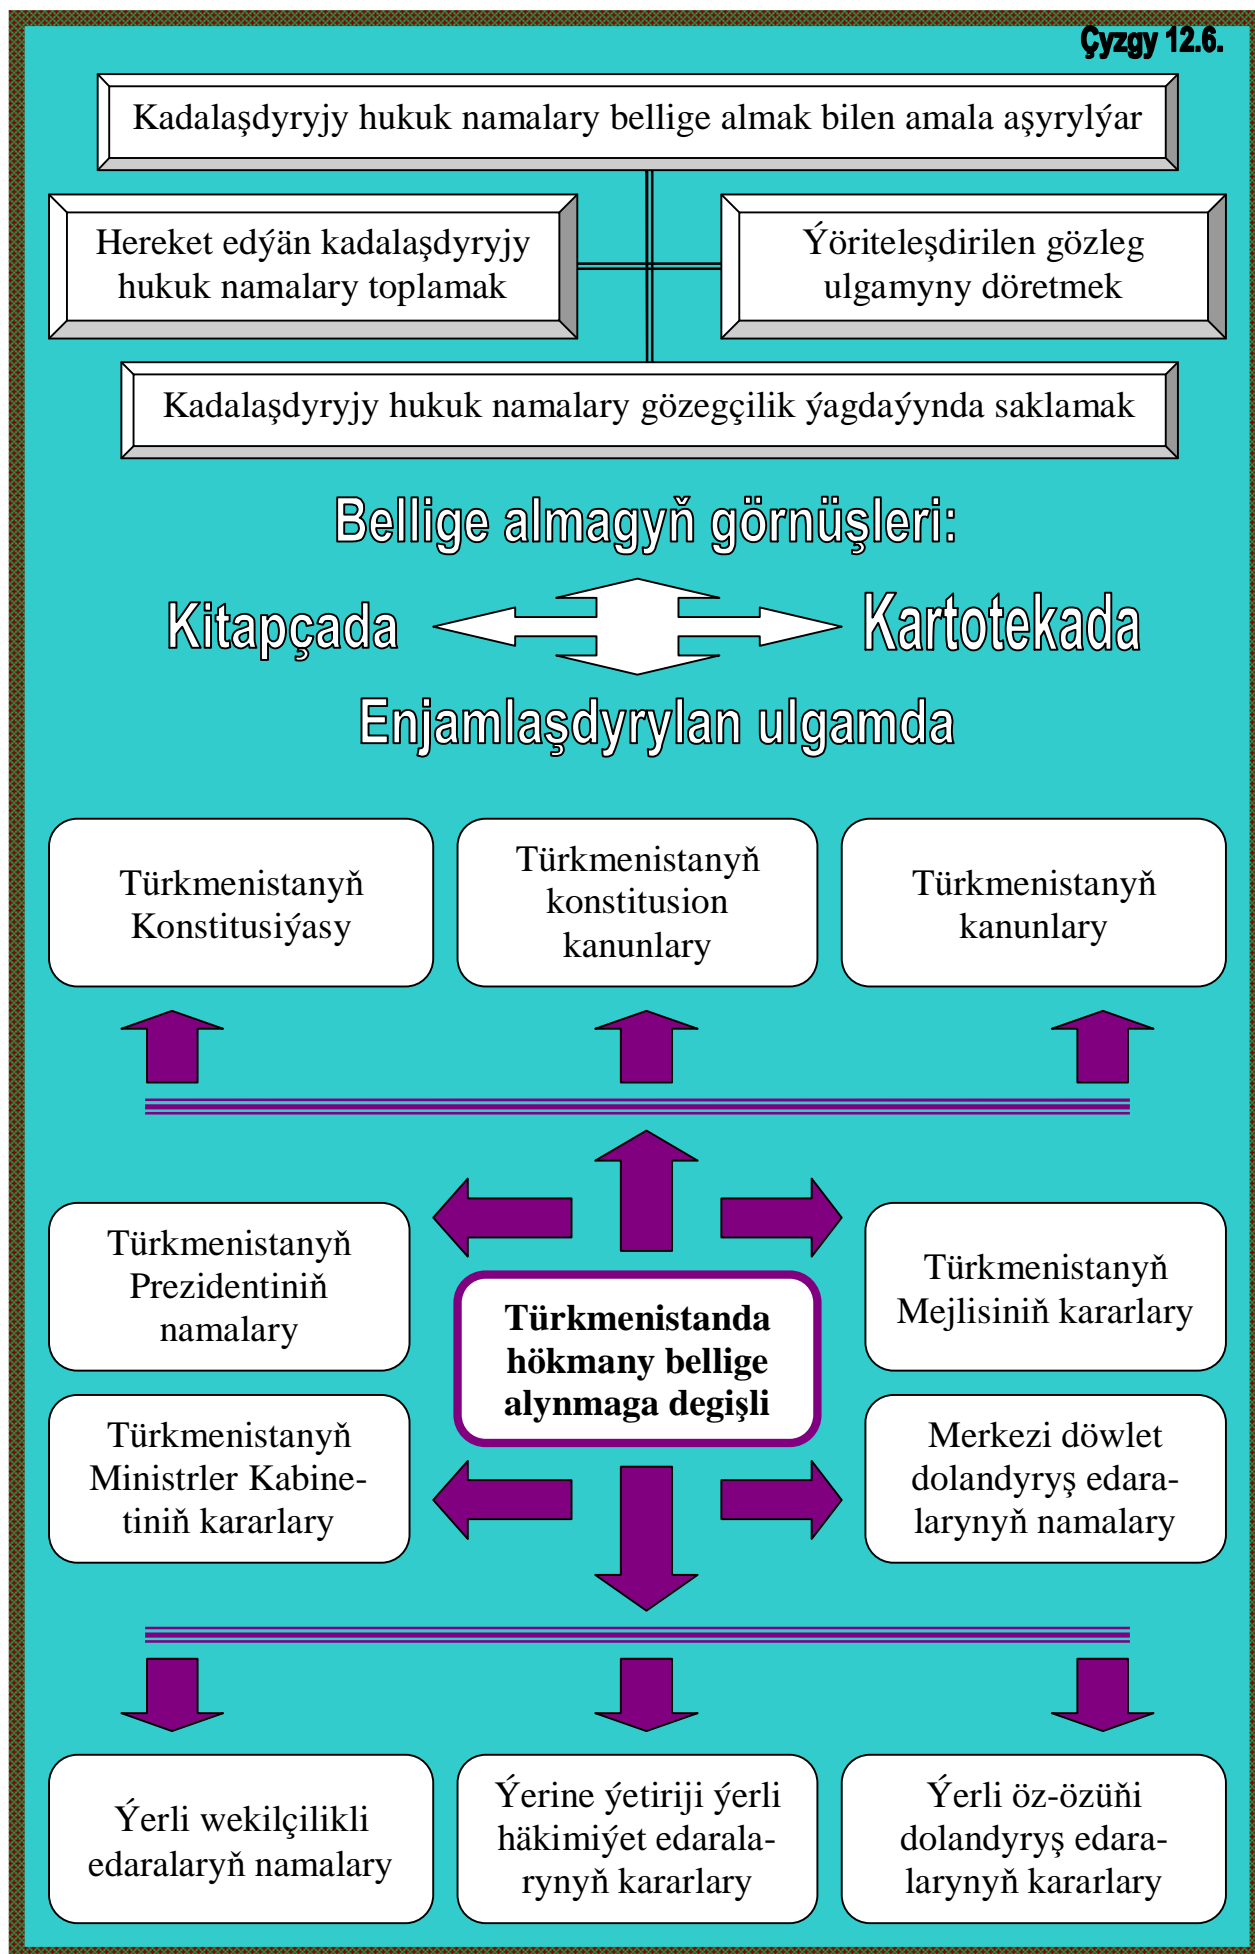 Çyzgy 12.6.
Kadalaşdyryjy hukuk namalary bellige almak bilen amala aşyrylýar
Hereket edýän kadalaşdyryjy
hukuk namalary toplamak
Ýöriteleşdirilen gözleg
ulgamyny döretmek
Kadalaşdyryjy hukuk namalary gözegçilik ýagdaýynda saklamak
Bellige almagyň görnüşleri:
Kitapçada
Kartotekada
Enjamlaşdyrylan ulgamda
Türkmenistanyň
Konstitusiýasy
Türkmenistanyň
konstitusion
kanunlary
Türkmenistanyň
kanunlary
Türkmenistanyň
Prezidentiniň
namalary
Türkmenistanda
hökmany bellige
alynmaga degişli
Türkmenistanyň
Mejlisiniň kararlary
Türkmenistanyň
Ministrler Kabine-
tiniň kararlary
Merkezi döwlet
dolandyryş edara-
larynyň namalary
Ýerli wekilçilikli
edaralaryň namalary
Ýerine ýetiriji ýerli
häkimiýet edarala-
rynyň kararlary
Ýerli öz-özüňi
dolandyryş edara-
larynyň kararlary